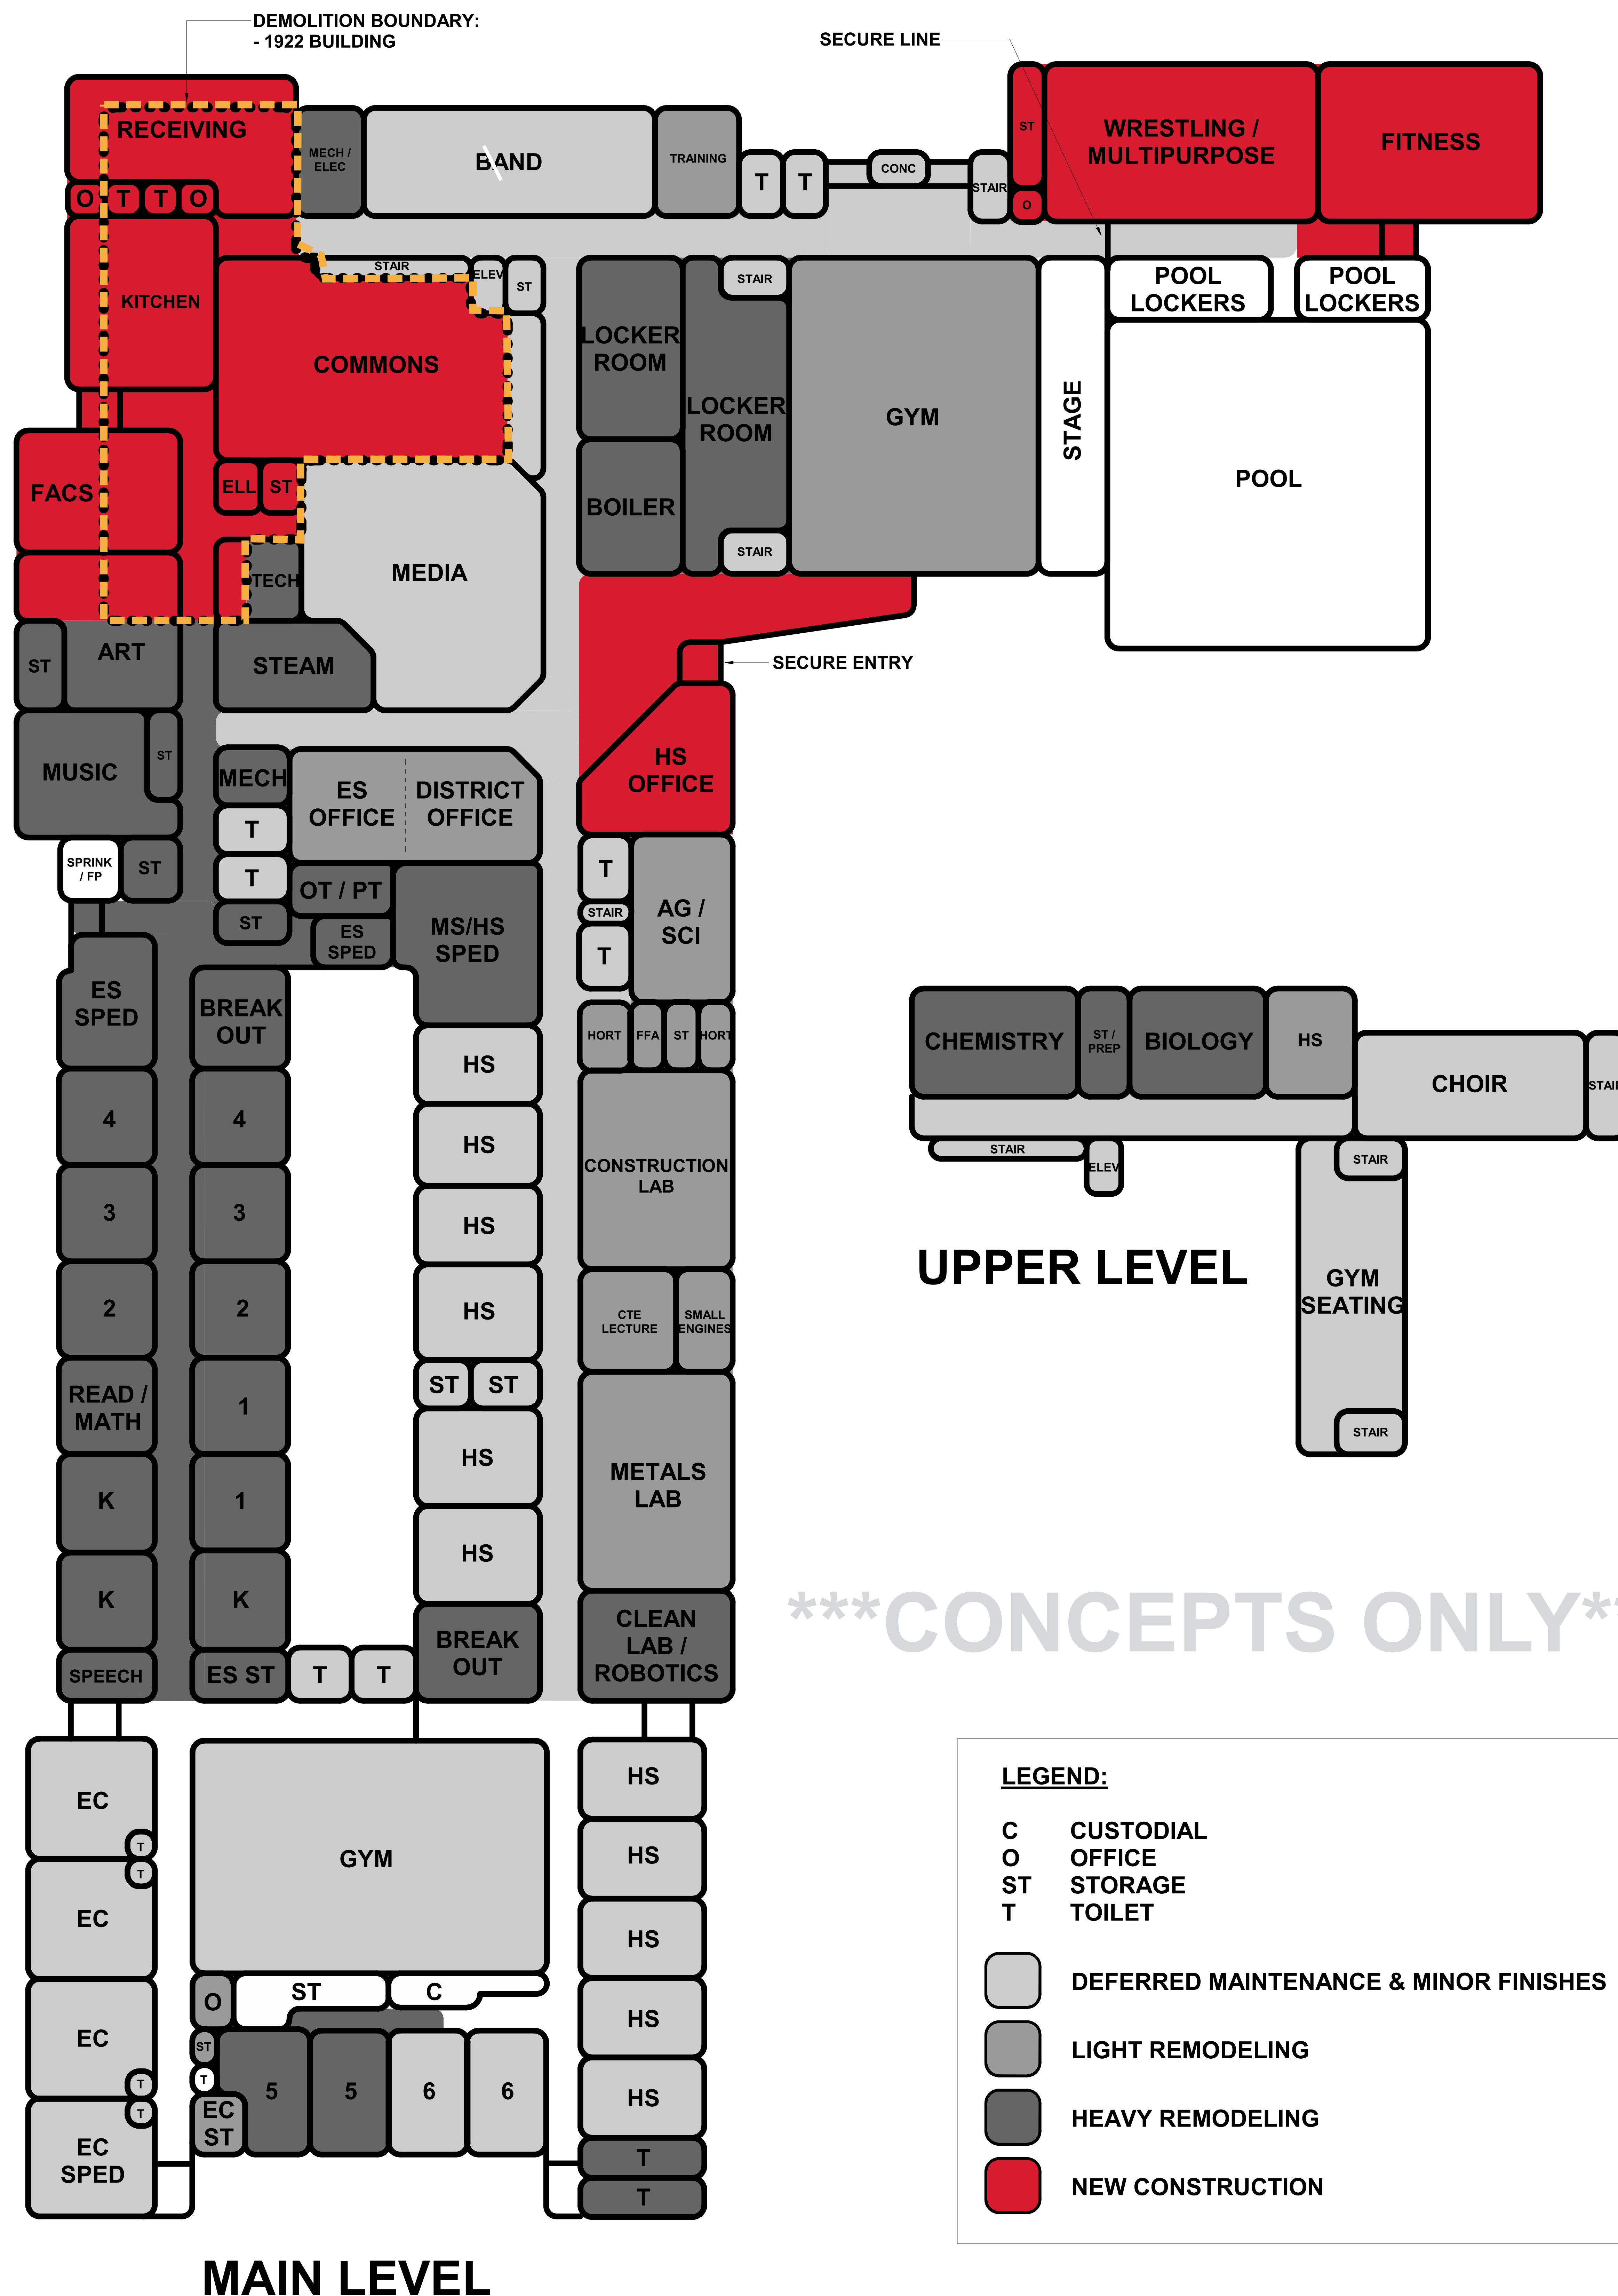 DEMOLITION BOUNDARY:
- 1922 BUILDING
SECURE LINE
RECEIVING
MECH /
ELEC
BAND
TRAINING
T
T
CONC
STAIR
ST
O
WRESTLING /
MULTIPURPOSE
FITNESS
O
T
T
O
KITCHEN
STAIR
ELEV
ST
COMMONS
LOCKER
ROOM
STAIR
LOCKER
ROOM
GYM
STAGE
POOL
LOCKERS
POOL
LOCKERS
POOL
FACS
ELL
ST
BOILER
STAIR
TECH
MEDIA
ART
ST
STEAM
SECURE ENTRY
MUSIC
ST
MECH
ES
OFFICE
DISTRICT
OFFICE
HS
OFFICE
T
T
ST
SPRINK
/ FP
ST
OT / PT
ES
SPED
MS/HS
SPED
T
STAIR
T
AG /
SCI
HORT
FFA
ST
HORT
ES
SPED
BREAK
OUT
HS
HS
HS
HS
ST
ST
HS
HS
BREAK
OUT
4
4
3
3
2
2
READ /
MATH
1
K
1
K
K
SPEECH
ES ST
T
T
CONSTRUCTION
LAB
CTE
LECTURE
SMALL
ENGINES
METALS
LAB
CLEAN
LAB /
ROBOTICS
CHEMISTRY
ST /
PREP
BIOLOGY
HS
CHOIR
STAIR
STAIR
ELEV
STAIR
GYM
SEATING
STAIR
UPPER LEVEL
***CONCEPTS ONLY*
EC
T
T
EC
EC
T
T
EC
SPED
GYM
O
ST
C
ST
T
EC
ST
5
5
6
6
HS
HS
HS
HS
HS
T
T
MAIN LEVEL
LEGEND:
C CUSTODIAL
O OFFICE
ST STORAGE
T TOILET
DEFERRED MAINTENANCE & MINOR FINISHES
LIGHT REMODELING
HEAVY REMODELING
NEW CONSTRUCTION